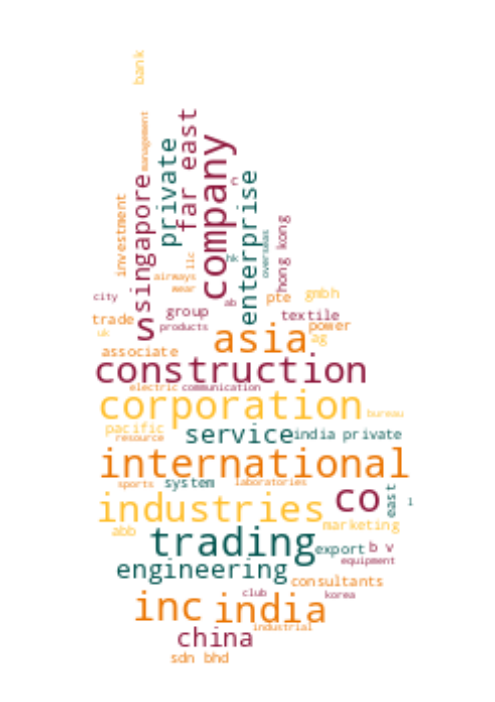 bank
management
far east
private
company
singapore
enterprise
investment
n
hong kong
overseas
llc
hk
airways
wear
city
ab
pte
gmbh
trade
s
group
products
textile
power
uk
asia
ag
associate
construction
electric communication
corporation
bureau
pacific
resource
service
india private
international
sports
system
laboratories
industries
co
east
1
marketing
abb
trading
export
b v
equipment
engineering
consultants
club
korea
inc
india
industrial
china
sdn bhd